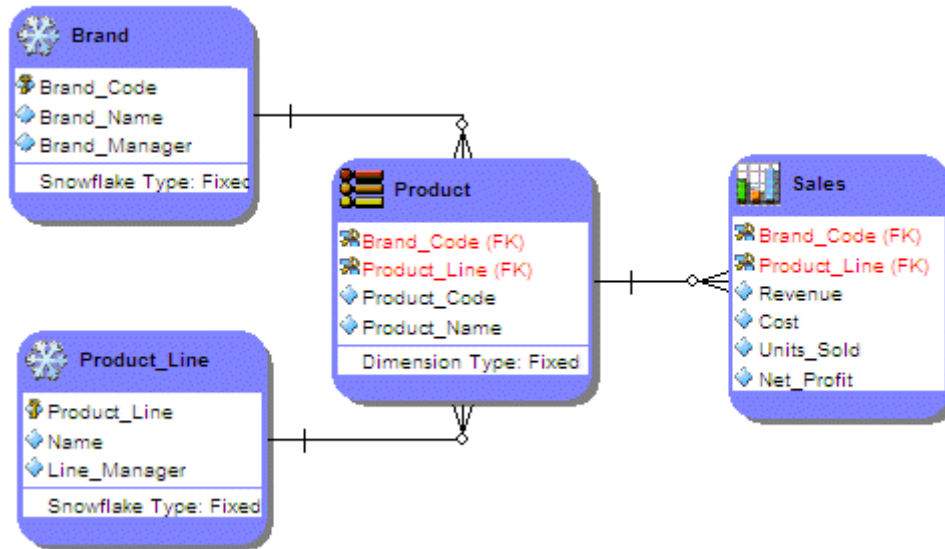 Brand
Brand_Code
Brand_Name
Brand_Manager
Snowflake Type: Fixed
Product_Line
Product_Line
Name
Line_Manager
Snowflake Type: Fixed
Product
Brand_Code (FK)
Product_Line (FK)
Product_Code
Product_Name
Dimension Type: Fixed
Sales
Brand_Code (FK)
Product_Line (FK)
Revenue
Cost
Units_Sold
Net_Profit